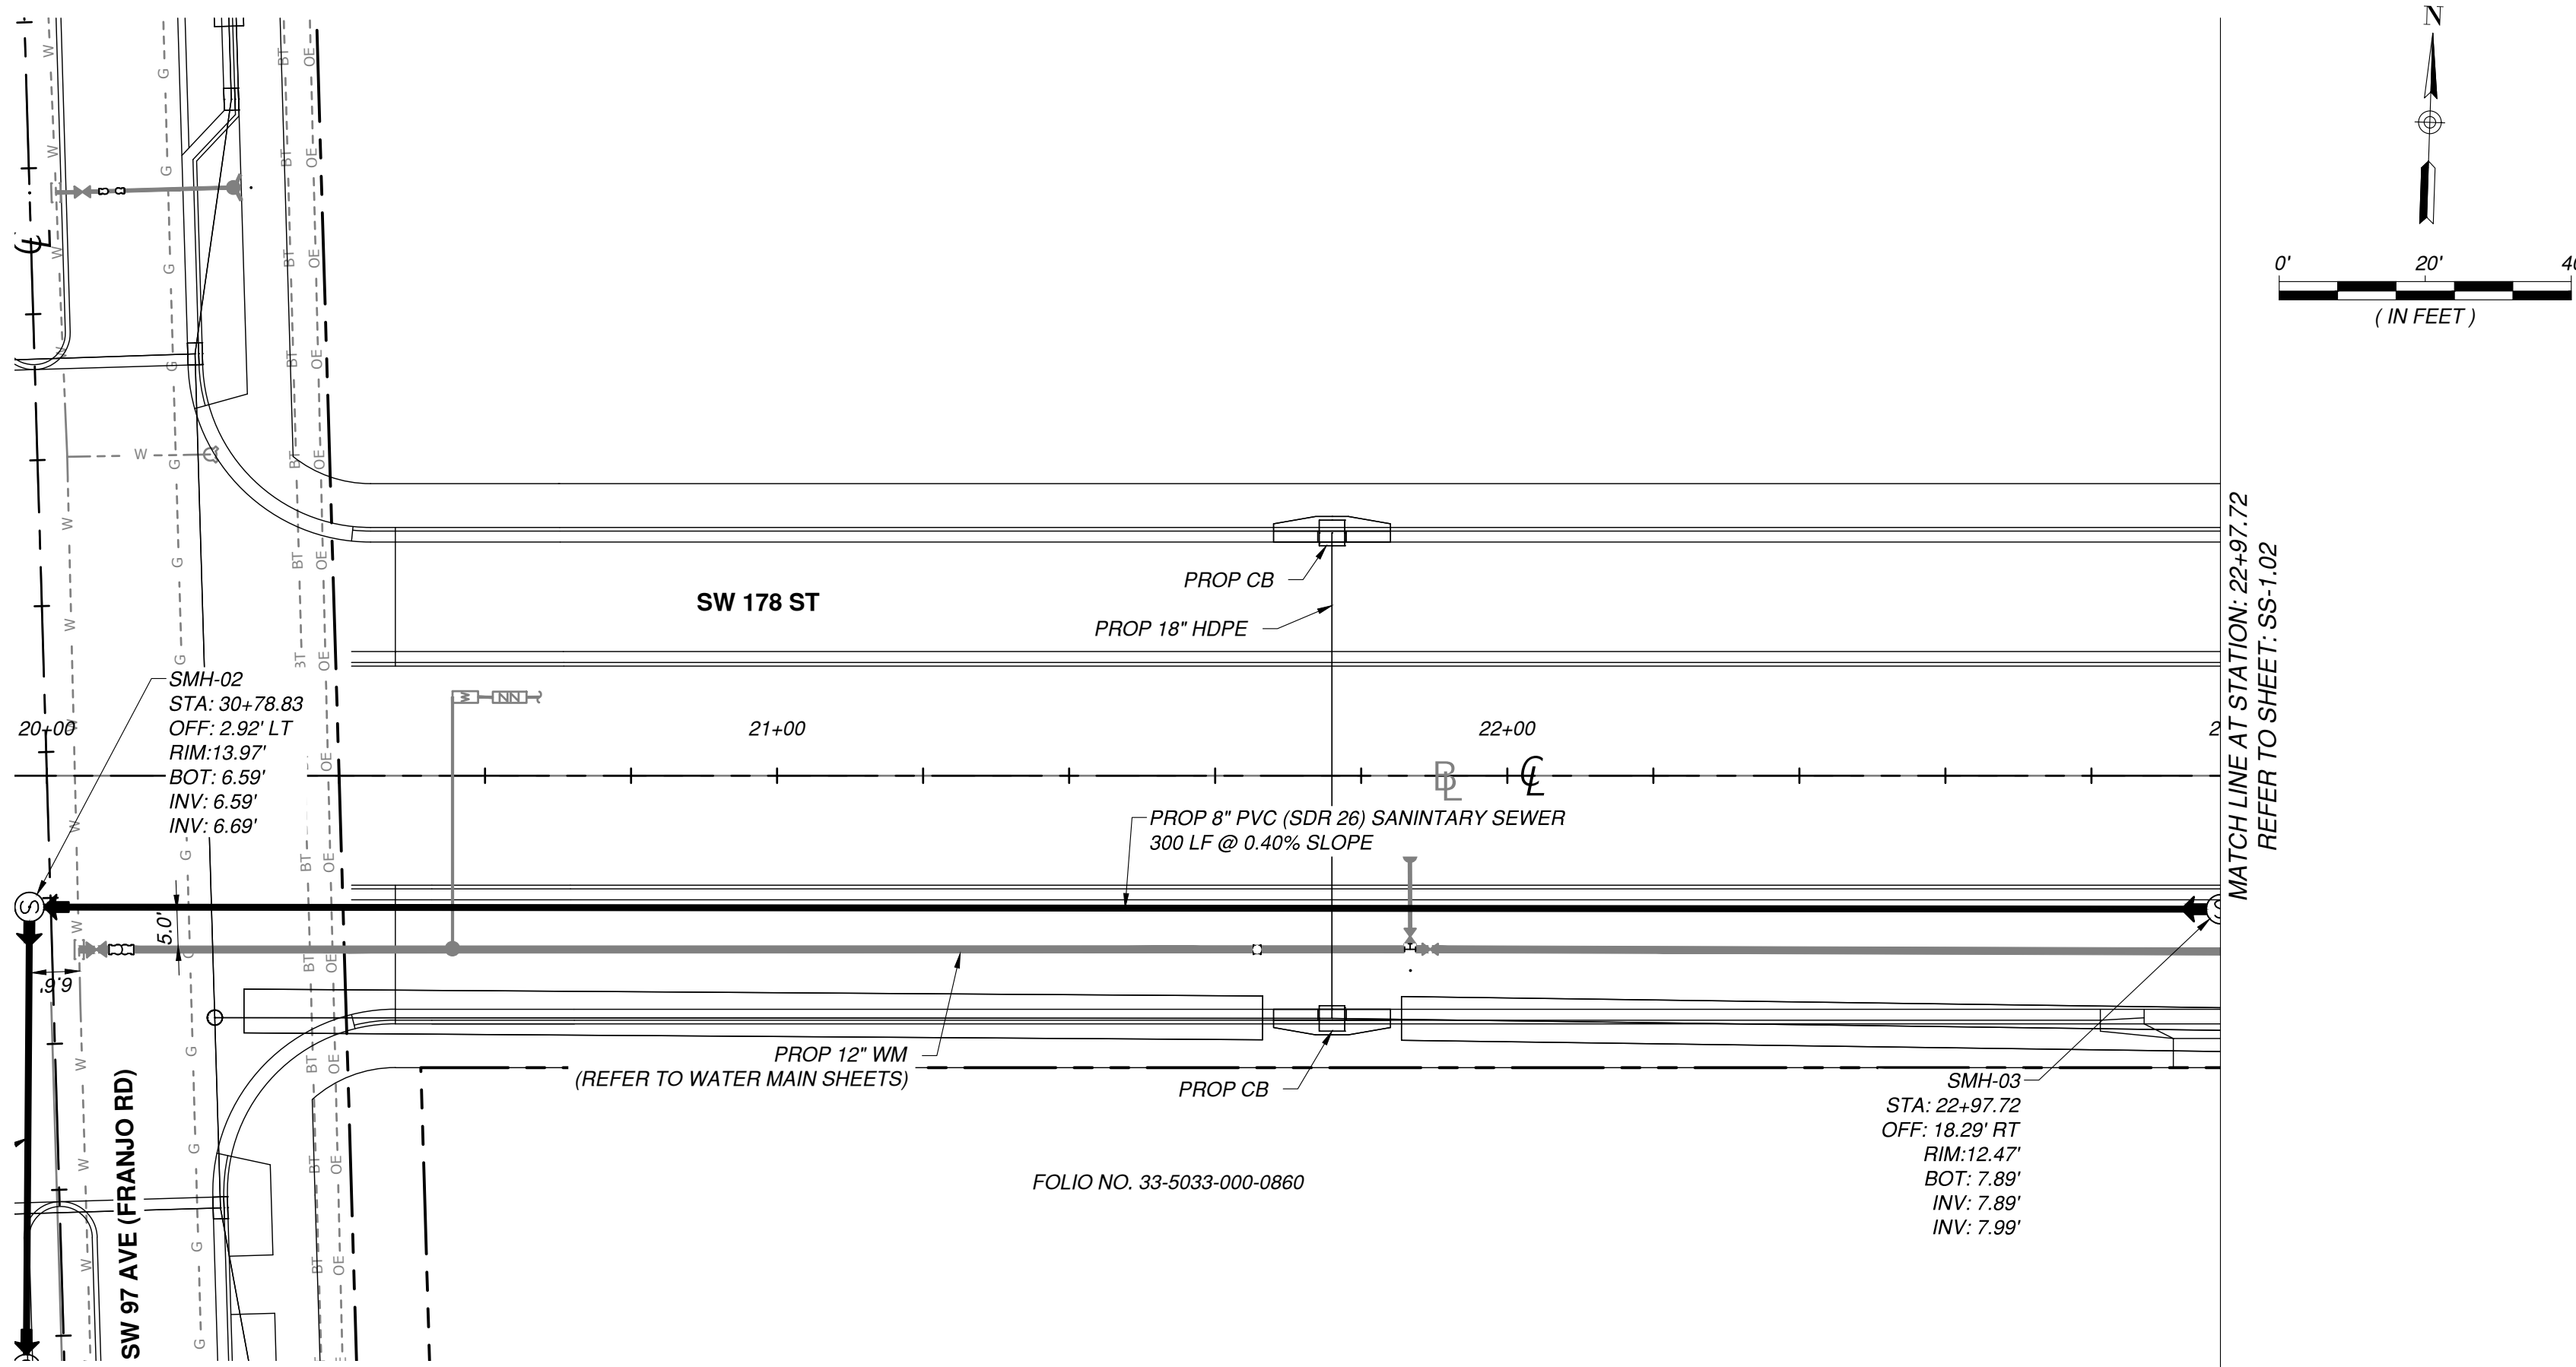 N
0'
20'
( IN FEET )
MATCH LINE AT STATION: 22+97.72
REFER TO SHEET: SS-1.02
PROP CB
SW 178 ST
PROP 18" HDPE
SMH-02
STA: 30+78.83
OFF: 2.92' LT
RIM:13.97'
BOT: 6.59'
INV: 6.59'
INV: 6.69'
20+00
21+00
22+00
PROP 8" PVC (SDR 26) SANINTARY SEWER
300 LF @ 0.40% SLOPE
5.0'
6.6'
PROP 12" WM
(REFER TO WATER MAIN SHEETS)
PROP CB
SMH-03
STA: 22+97.72
OFF: 18.29' RT
RIM:12.47'
BOT: 7.89'
INV: 7.89'
INV: 7.99'
SW 97 AVE (FRANJO RD)
FOLIO NO. 33-5033-000-0860
W
G
BT
OE